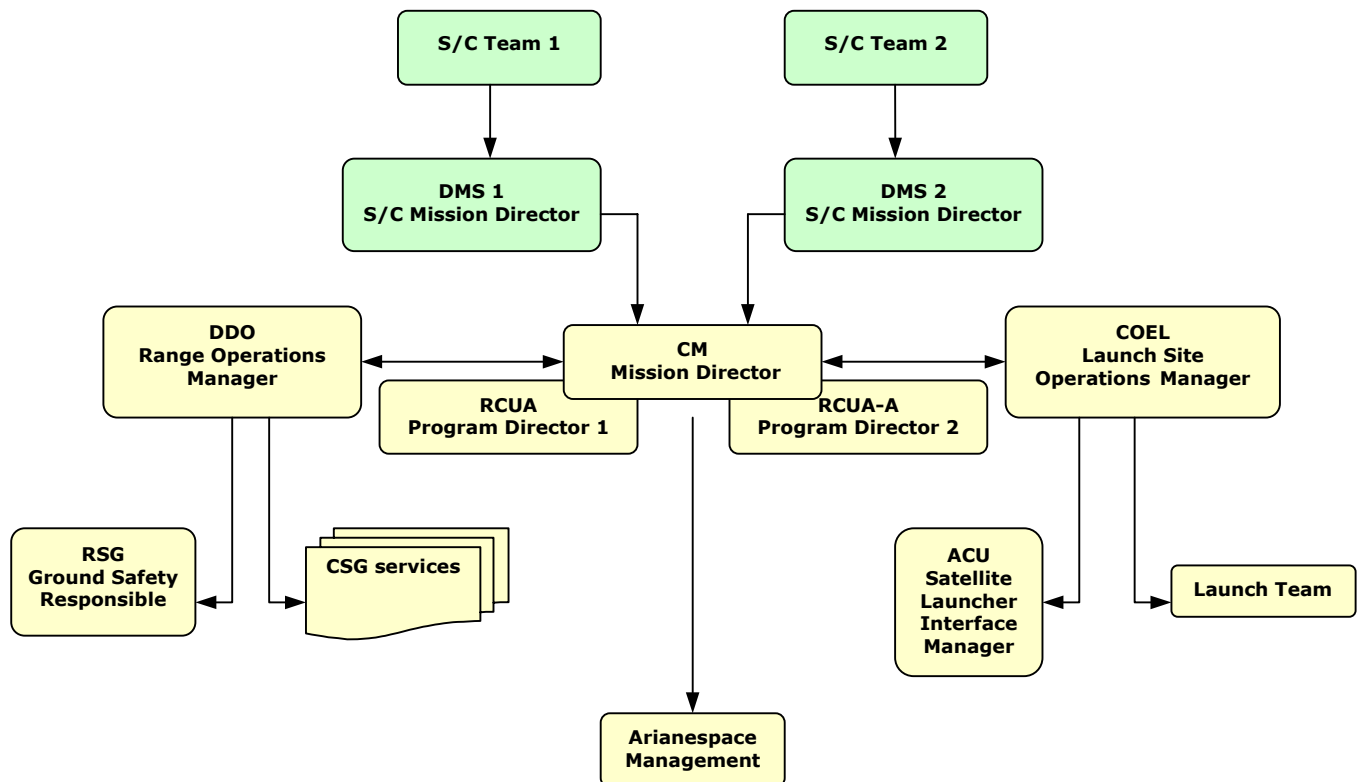 S/C Team 1
S/C Team 2
DMS 1
S/C Mission Director
DMS 2
S/C Mission Director
DDO
Range Operations
Manager
CM
Mission Director
COEL
Launch Site
Operations Manager
RCUA
Program Director 1
RCUA-A
Program Director 2
RSG
Ground Safety
Responsible
CSG services
ACU
Satellite
Launcher
Interface
Manager
Launch Team
Arianespace
Management